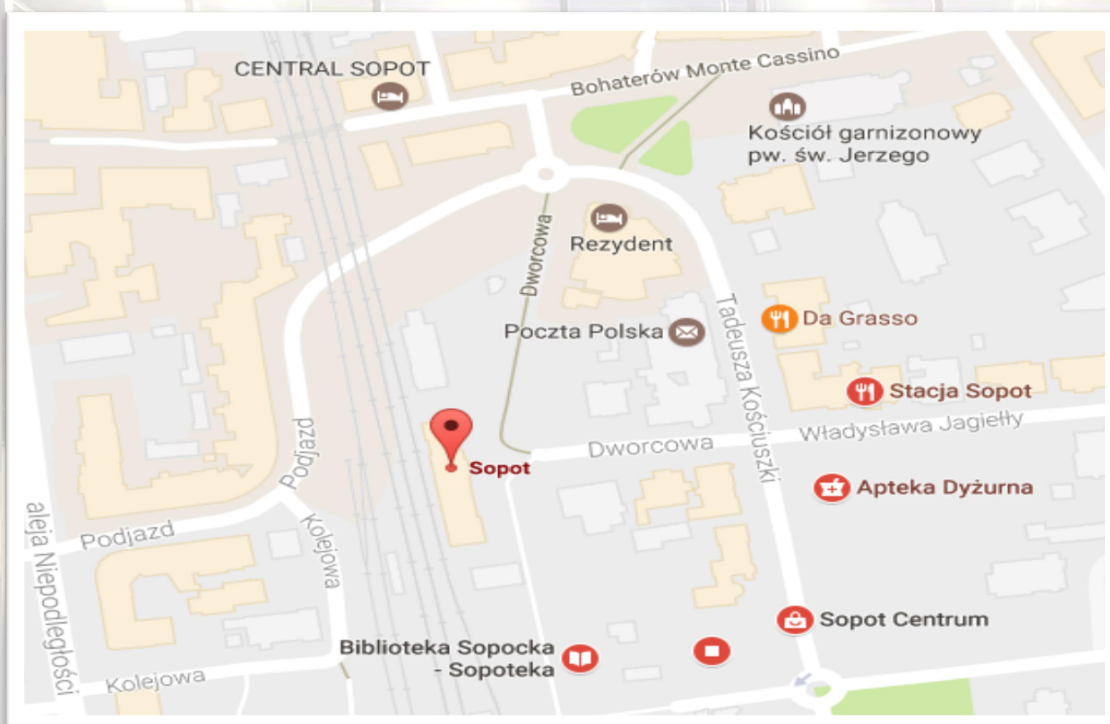 CENTRAL SOPOT
Bohaterów Monte Cassino
Kościół garnizonowy
pw. św. Jerzego
Dworcowa
Rezydent
Poczta Polska
Tadeusza Kościuszki
Da Grasso
Stacja Sopot
Podjazd
Sopot
Dworcowa
Władysława Jagiełły
Apteka Dyżurna
aleja Niepodległości
Podjazd
Kolejowa
Sopot Centrum
Biblioteka Sopocka
- Sopoteka
Kolejowa